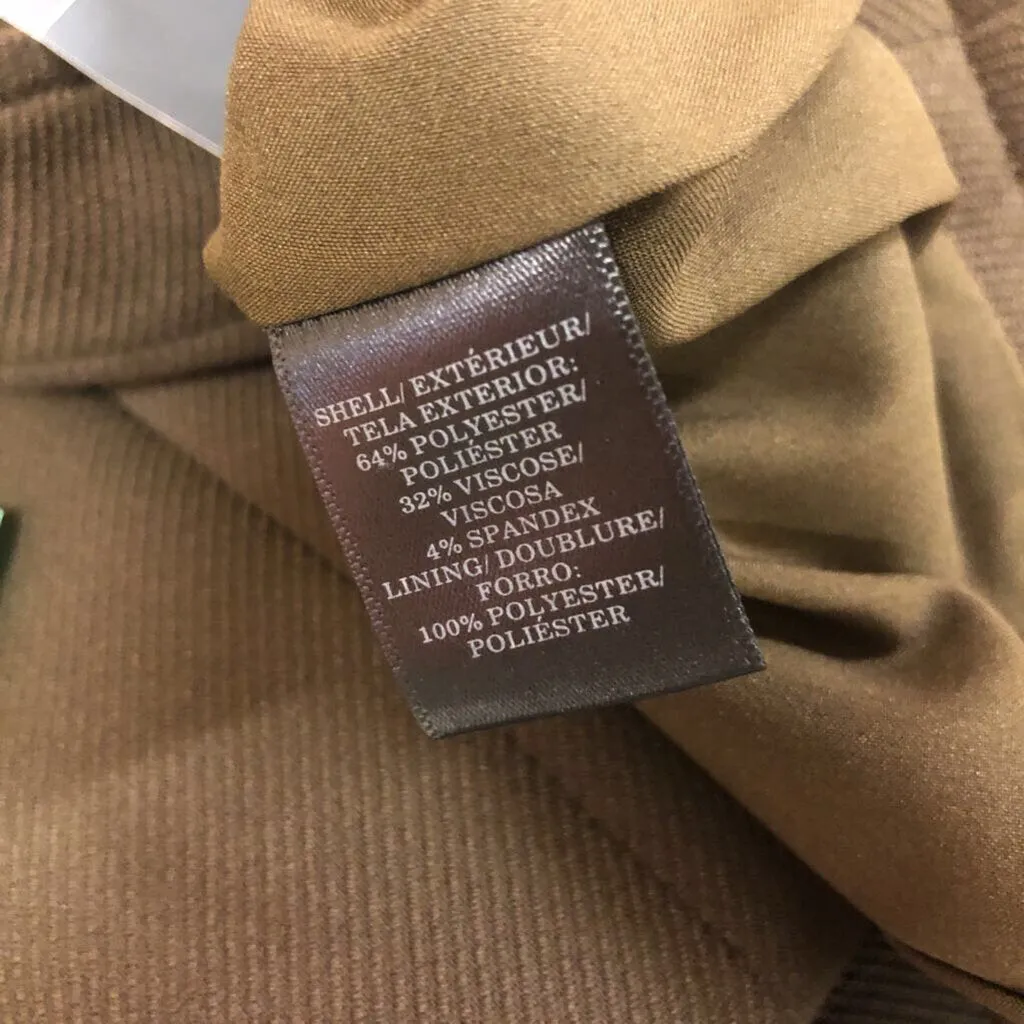 SHELL/EXTÉRIEUR/
TELA EXTERIOR:
64% POLYESTER/
POLIÉSTER
32% VISCOSE/
VISCOSA
4% SPANDEX
LINING/DOUBLURE/
FORRO:
100% POLYESTER/
POLIÉSTER